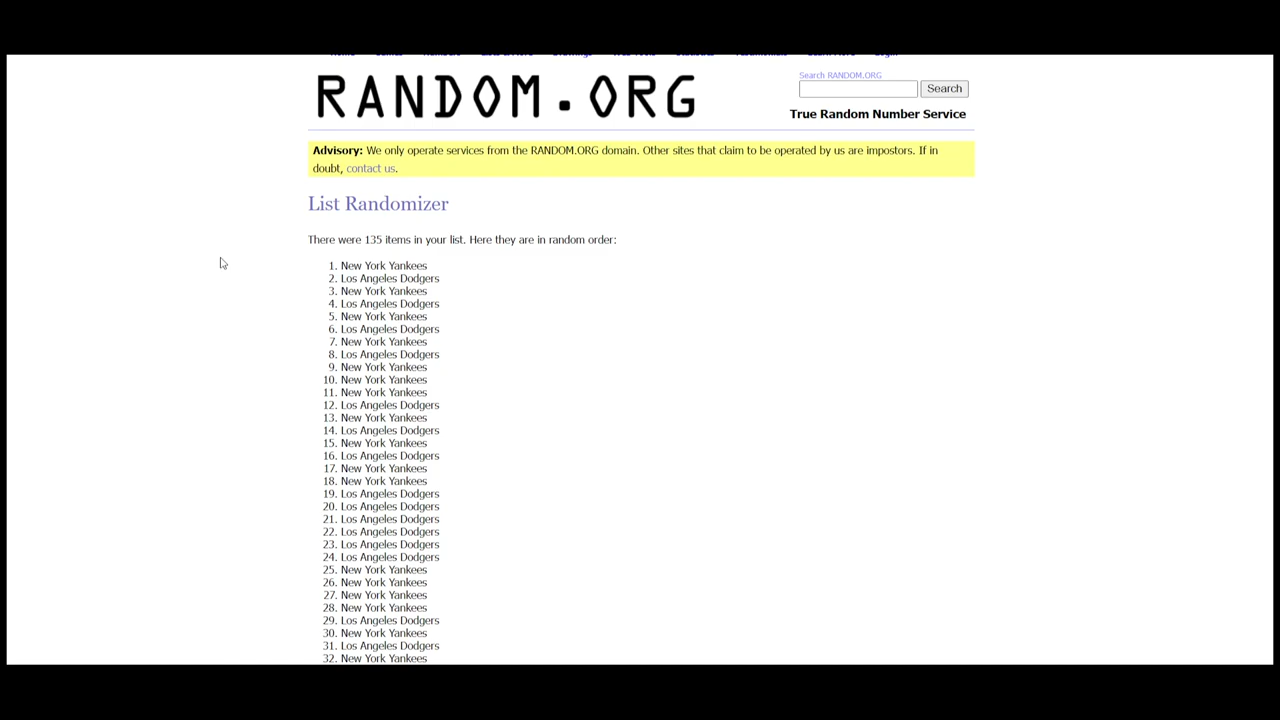 RANDOM.ORG
Search RANDOM.ORG
Search
True Random Number Service
Advisory: We only operate services from the RANDOM.ORG domain. Other sites that claim to be operated by us are impostors. If in
doubt, contact us.
List Randomizer
There were 135 items in your list. Here they are in random order:
1. New York Yankees
2. Los Angeles Dodgers
3. New York Yankees
4. Los Angeles Dodgers
5. New York Yankees
6. Los Angeles Dodgers
7. New York Yankees
8. Los Angeles Dodgers
9. New York Yankees
10. New York Yankees
11. New York Yankees
12. Los Angeles Dodgers
13. New York Yankees
14. Los Angeles Dodgers
15. New York Yankees
16. Los Angeles Dodgers
17. New York Yankees
18. New York Yankees
19. Los Angeles Dodgers
20. Los Angeles Dodgers
21. Los Angeles Dodgers
22. Los Angeles Dodgers
23. Los Angeles Dodgers
24. Los Angeles Dodgers
25. New York Yankees
26. New York Yankees
27. New York Yankees
28. New York Yankees
29. Los Angeles Dodgers
30. New York Yankees
31. Los Angeles Dodgers
32. New York Yankees